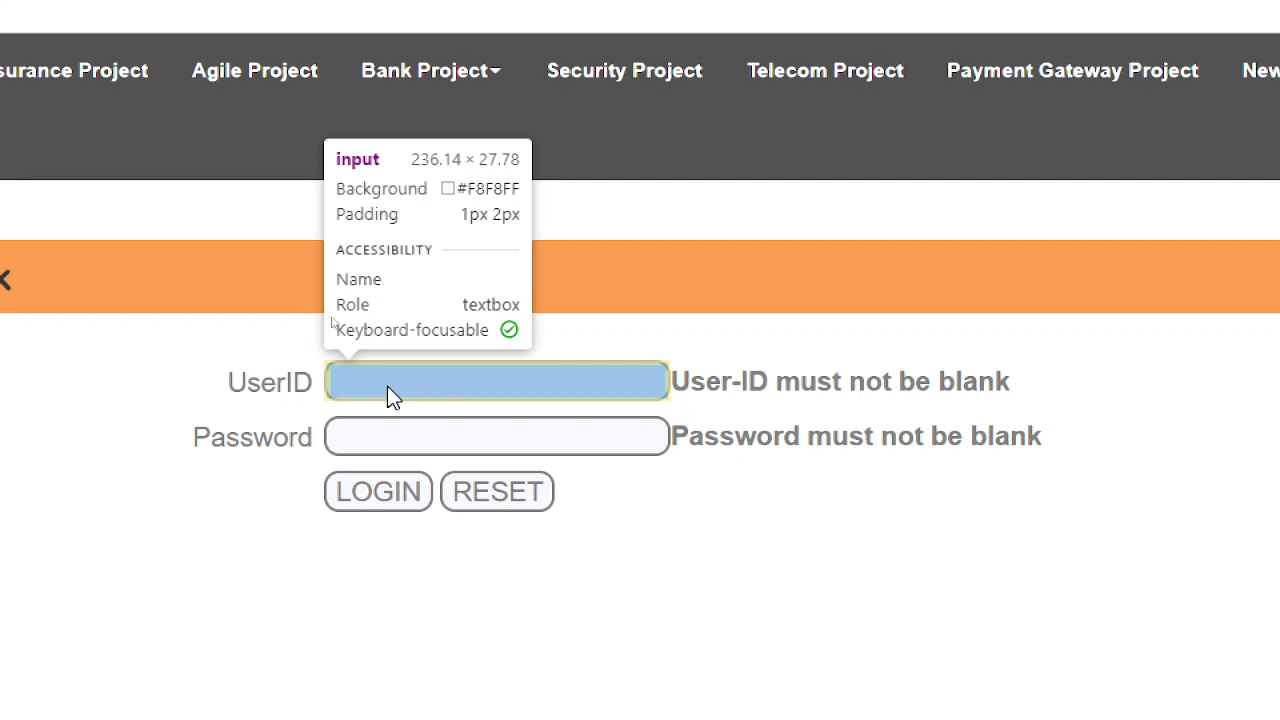 surance Project Agile Project Bank Project Security Project Telecom Project Payment Gateway Project New
input 236.14 × 27.78
Background #F8F8FF
Padding 1px 2px
ACCESSIBILITY
Name
Role textbox
Keyboard-focusable
UserID User-ID must not be blank
Password Password must not be blank
LOGIN RESET